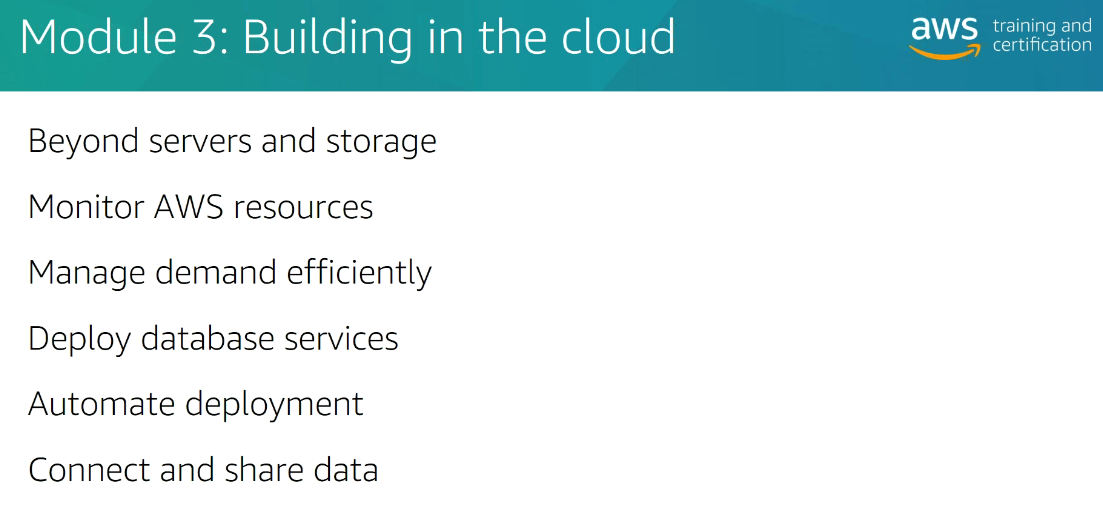 Module 3: Building in the cloud
aws training and
certification
Beyond servers and storage
Monitor AWS resources
Manage demand efficiently
Deploy database services
Automate deployment
Connect and share data